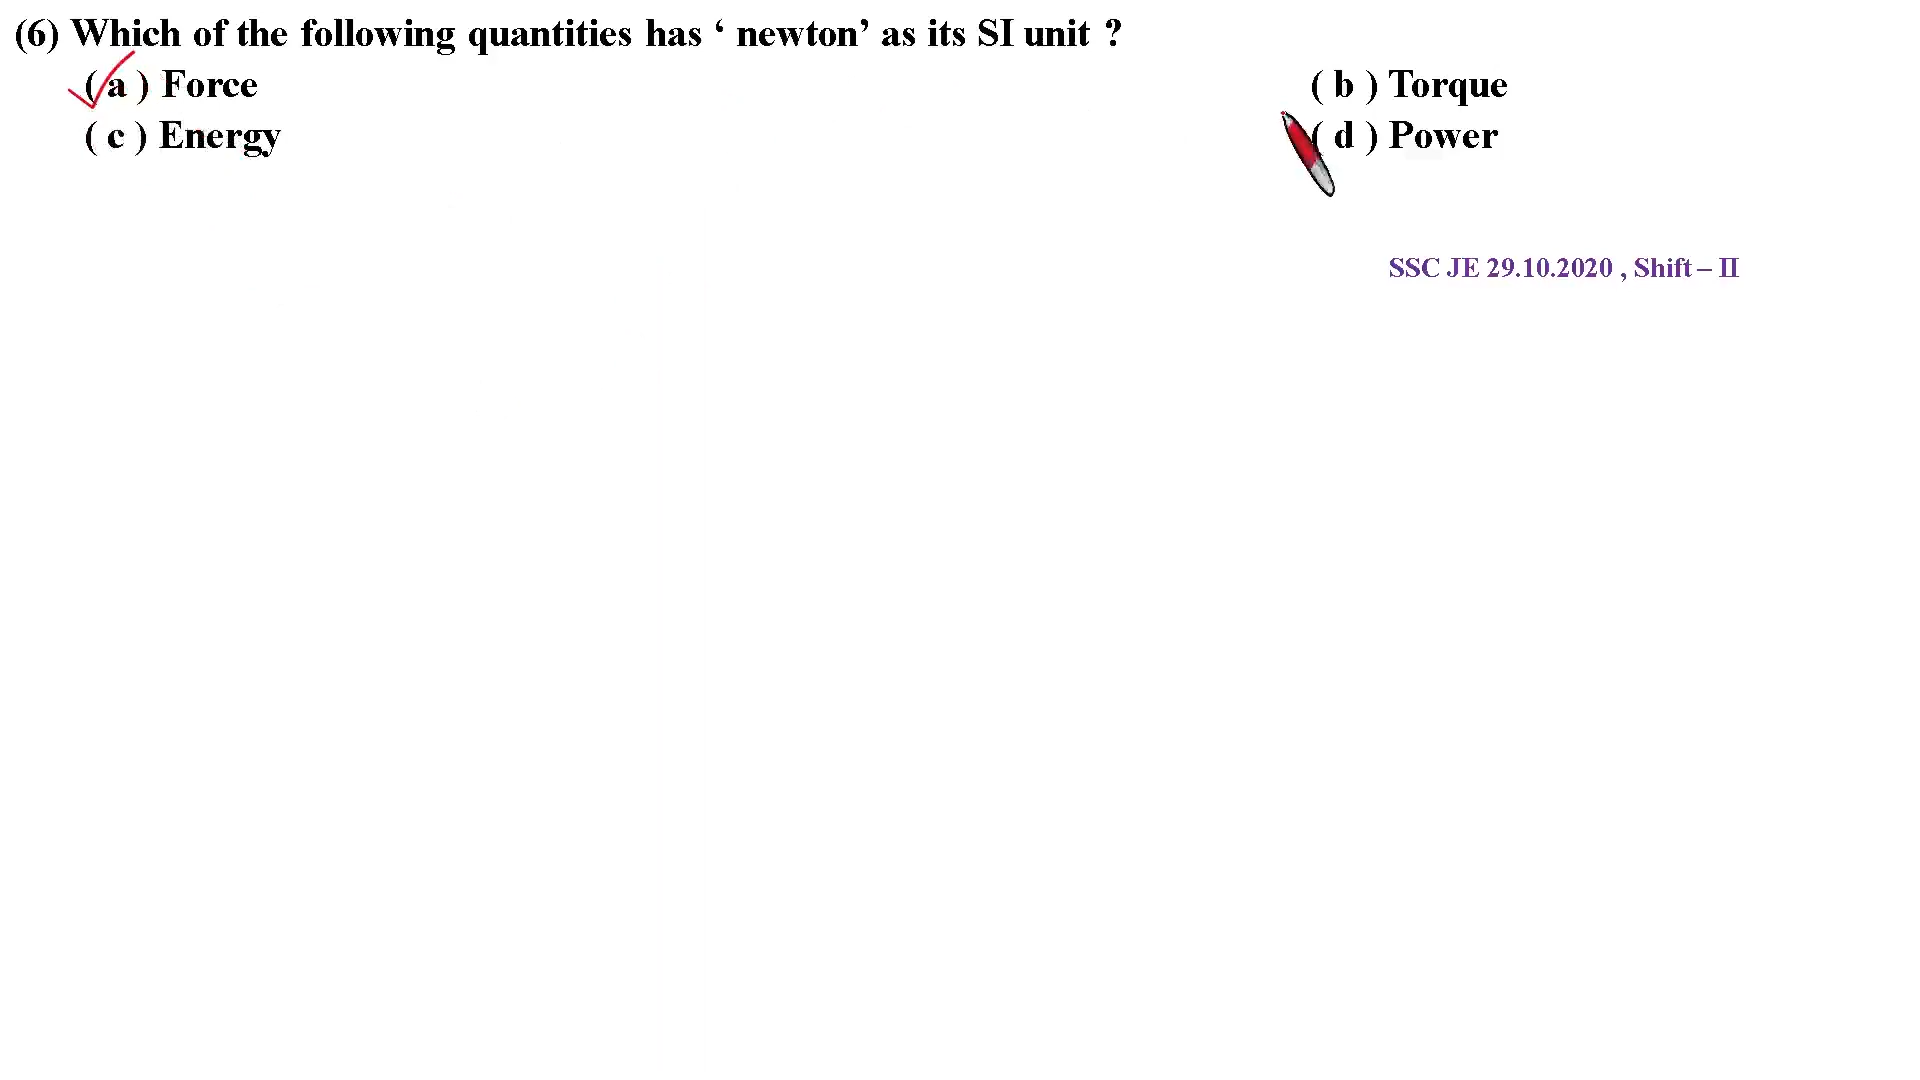 (6) Which of the following quantities has ‘ newton’ as its SI unit ?
( a ) Force ( b ) Torque
( c ) Energy ( d ) Power
SSC JE 29.10.2020 , Shift – II